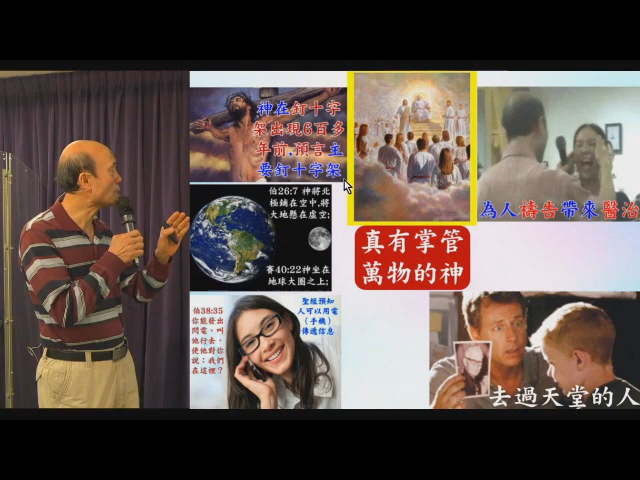 神在釘十字
架出現6百多
年前,預言主
要釘十字架
為人禱告帶來醫治
伯26:7 神將北
極鋪在空中,將
大地懸在虛空;
賽40:22神坐在
地球大圈之上;
真有掌管
萬物的神
伯38:35
你能發出
閃電,叫
他行去,
使他對你
說：我們
在這裡？
聖經預知
人可以用電
(手機)
傳遞信息
去過天堂的人